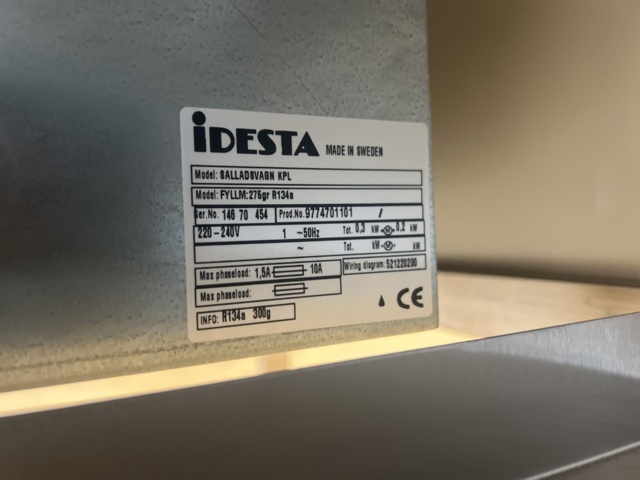 iDESTA MADE IN SWEDEN
Model: SALLADSVAGN KPL
Model: FYLLM:275gr R134a
Ser.No. 146 70 454 Prod.No. 9774701101 /
220-240V 1 ~50Hz Tot. 0,3 kW M 0,2 kW
~ Tot. kW M kW
Max phaseload: 1,5A 10A Wiring diagram: 521220200
Max phaseload:
INFO: R134a 300g CE